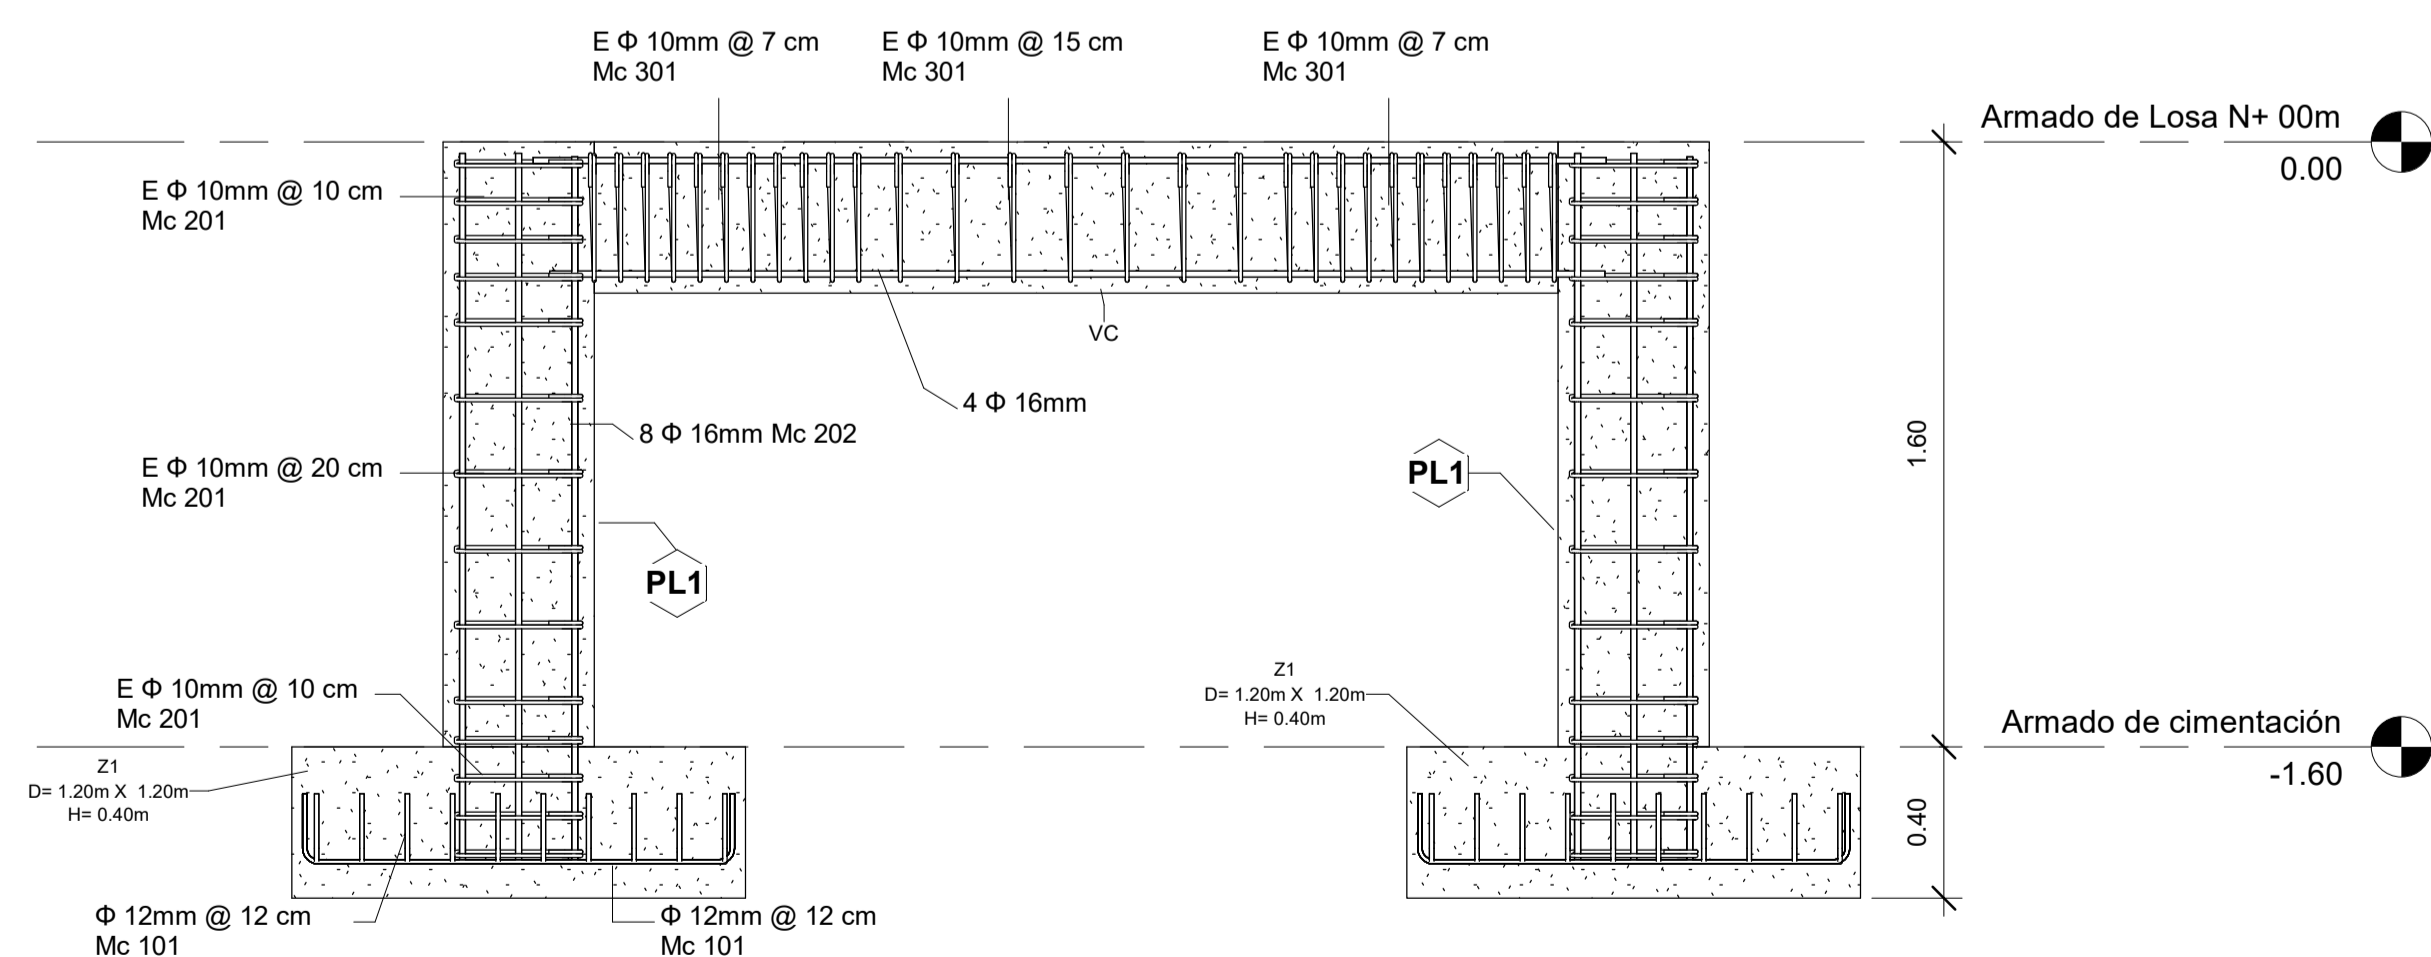 E Φ 10mm @ 7 cm
Mc 301
E Φ 10mm @ 15 cm
Mc 301
E Φ 10mm @ 7 cm
Mc 301
Armado de Losa N+ 00m
0.00
E Φ 10mm @ 10 cm
Mc 201
VC
4 Φ 16mm
8 Φ 16mm Mc 202
E Φ 10mm @ 20 cm
Mc 201
PL1
1.60
PL1
E Φ 10mm @ 10 cm
Mc 201
Z1
D= 1.20m X 1.20m
H= 0.40m
Armado de cimentación
-1.60
Z1
D= 1.20m X 1.20m
H= 0.40m
0.40
Φ 12mm @ 12 cm
Mc 101
Φ 12mm @ 12 cm
Mc 101